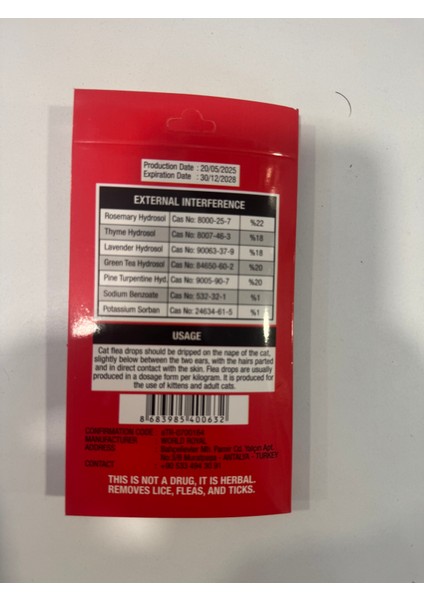 Production Date : 20/05/2025
Expiration Date : 30/12/2028
EXTERNAL INTERFERENCE
Rosemary Hydrosol Cas No: 8000-25-7 %22
Thyme Hydrosol Cas No: 8007-46-3 %18
Lavender Hydrosol Cas No: 90063-37-9 %18
Green Tea Hydrosol Cas No: 84650-60-2 %20
Pine Turpentine Hyd. Cas No: 9005-90-7 %20
Sodium Benzoate Cas No: 532-32-1 %1
Potassium Sorban Cas No: 24634-61-5 %1
USAGE
Cat flea drops should be dripped on the nape of the cat,
slightly below between the two ears, with the hairs parted
and in direct contact with the skin. Flea drops are usually
produced in a dosage form per kilogram. It is produced for
the use of kittens and adult cats.
8683985400632
CONFIRMATION CODE :
MANUFACTURER : WORLD ROYAL
ADDRESS :
ANTALYA - TURKEY
CONTACT :
THIS IS NOT A DRUG, IT IS HERBAL.
REMOVES LICE, FLEAS, AND TICKS.